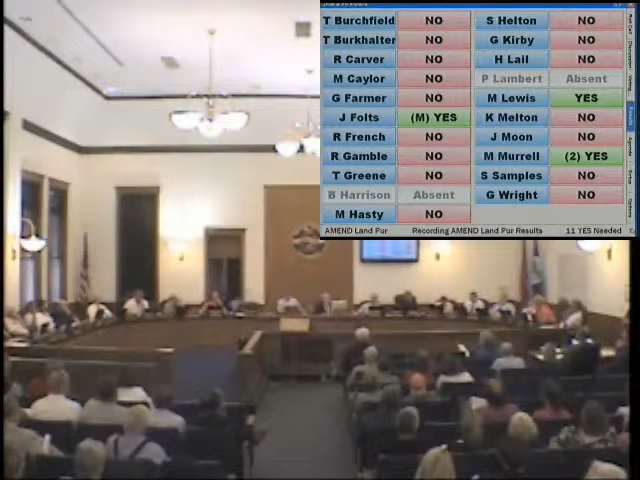 T Burchfield NO S Helton NO
T Burkhalter NO G Kirby NO
R Carver NO H Lail NO
M Caylor NO P Lambert Absent
G Farmer NO M Lewis YES
J Folts (M) YES K Melton NO
R French NO J Moon NO
R Gamble NO M Murrell (2) YES
T Greene NO S Samples NO
B Harrison Absent G Wright NO
M Hasty NO
AMEND Land Pur Recording AMEND Land Pur Results 11 YES Needed